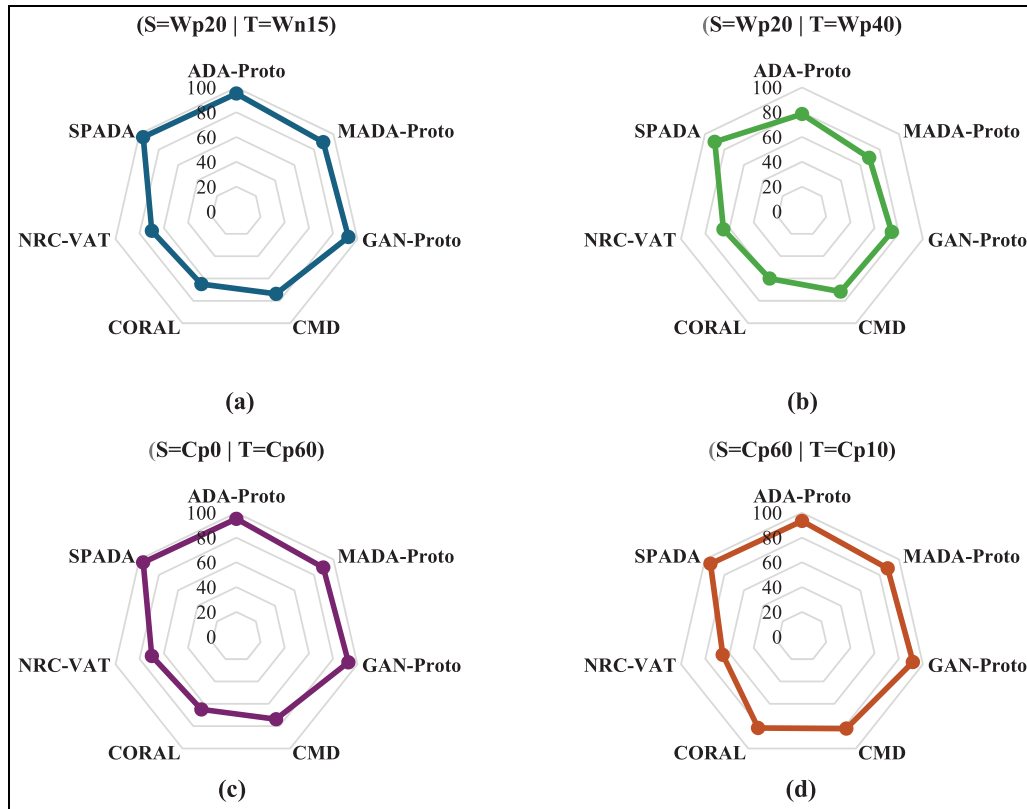 (S=Wp20 | T=Wn15)
ADA-Proto
100
80
60
40
20
0
MADA-Proto
GAN-Proto
CMD
CORAL
NRC-VAT
SPADA
(a)
(S=Wp20 | T=Wp40)
ADA-Proto
100
80
60
40
20
0
MADA-Proto
GAN-Proto
CMD
CORAL
NRC-VAT
SPADA
(b)
(S=Cp0 | T=Cp60)
ADA-Proto
100
80
60
40
20
0
MADA-Proto
GAN-Proto
CMD
CORAL
NRC-VAT
SPADA
(c)
(S=Cp60 | T=Cp10)
ADA-Proto
100
80
60
40
20
0
MADA-Proto
GAN-Proto
CMD
CORAL
NRC-VAT
SPADA
(d)